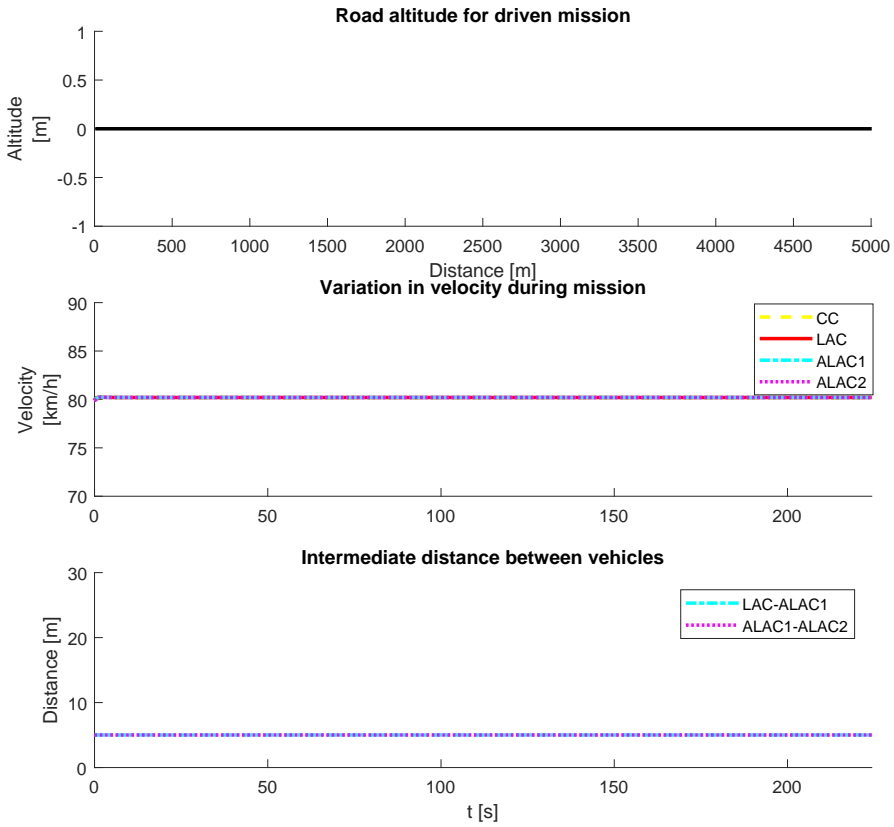 Road altitude for driven mission
1
0.5
0
-0.5
-1
Altitude
[m]
0 500 1000 1500 2000 2500 3000 3500 4000 4500 5000
Distance [m]
Variation in velocity during mission
90
85
80
75
70
Velocity
[km/h]
CC
LAC
ALAC1
ALAC2
0 50 100 150 200
Intermediate distance between vehicles
30
20
10
0
Distance [m]
LAC-ALAC1
ALAC1-ALAC2
0 50 100 150 200
t [s]